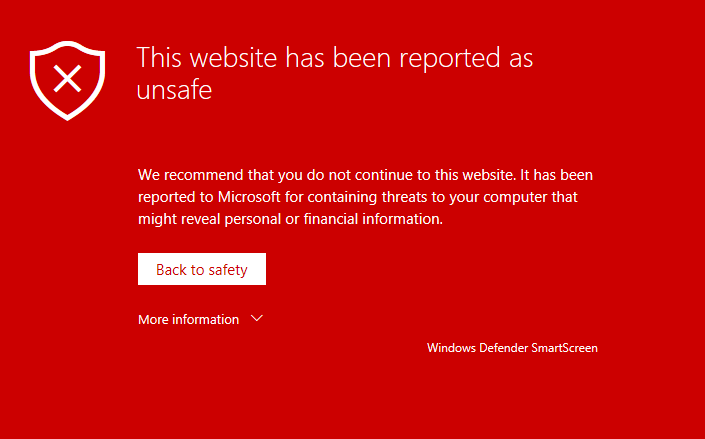 This website has been reported as
unsafe
We recommend that you do not continue to this website. It has been
reported to Microsoft for containing threats to your computer that
might reveal personal or financial information.
Back to safety
More information
Windows Defender SmartScreen